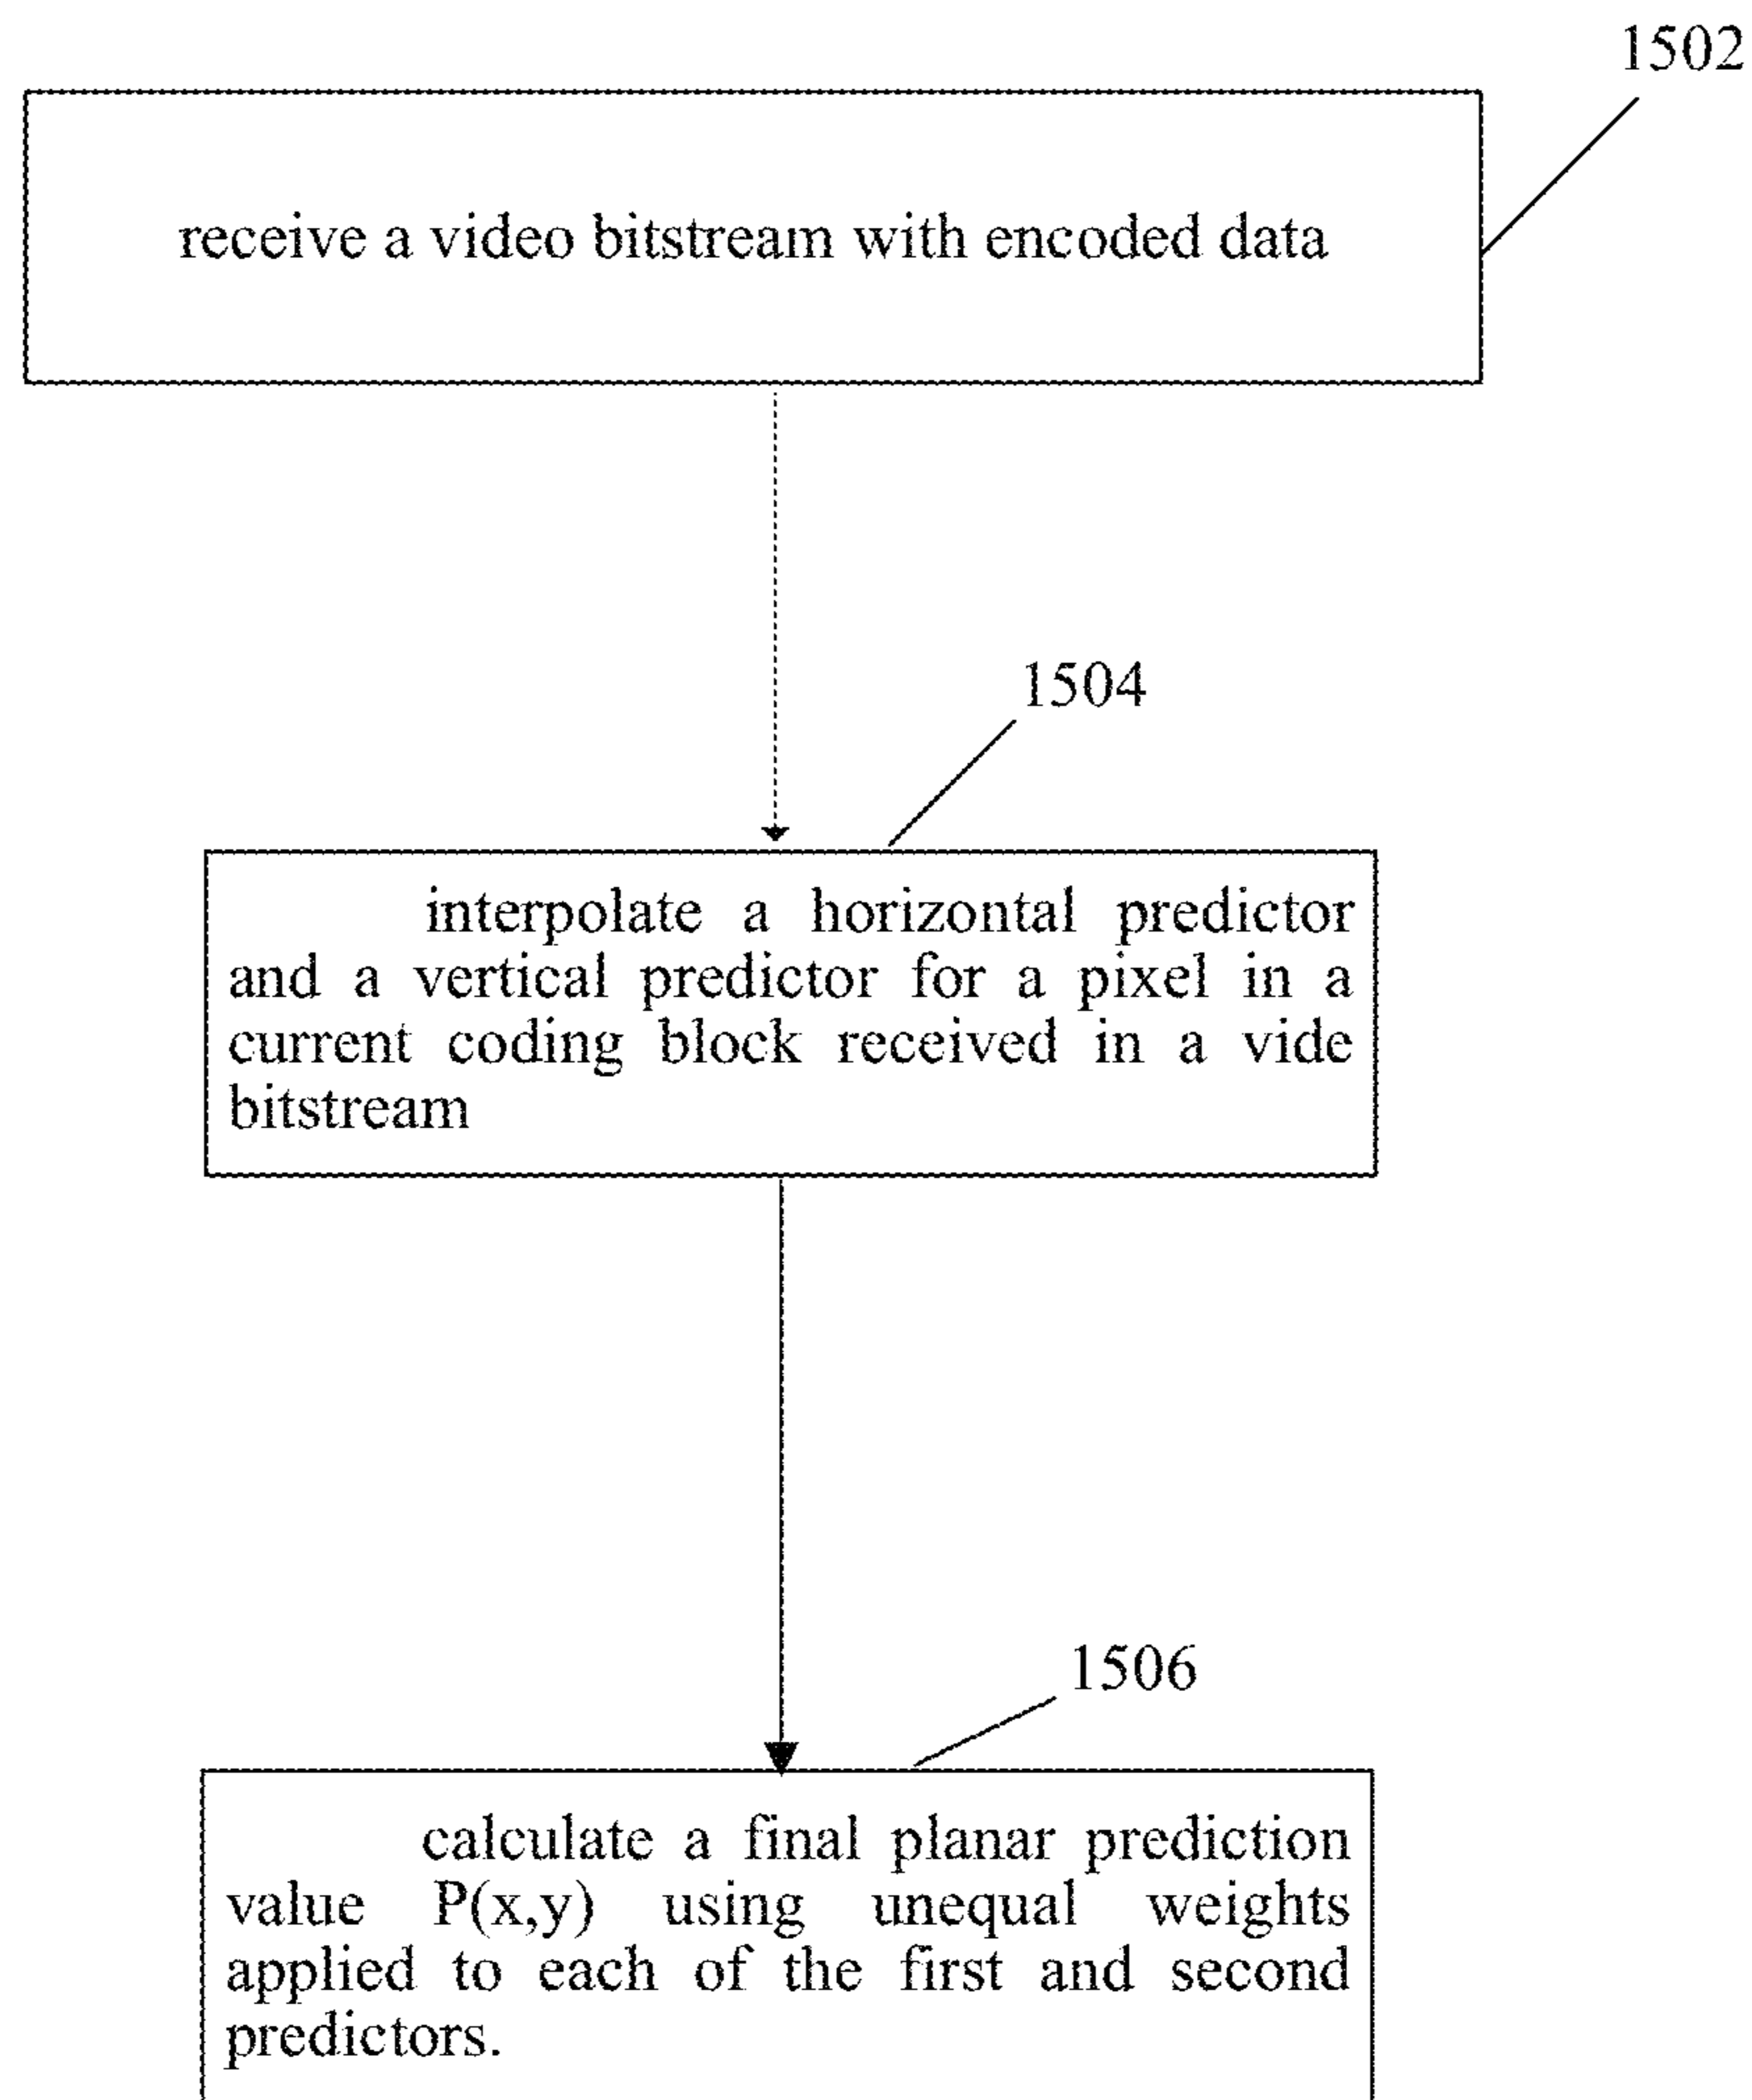 1502
receive a video bitstream with encoded data
1504
interpolate a horizontal predictor
and a vertical predictor for a pixel in a
current coding block received in a vide
bitstream
1506
calculate a final planar prediction
value P(x,y) using unequal weights
applied to each of the first and second
predictors.